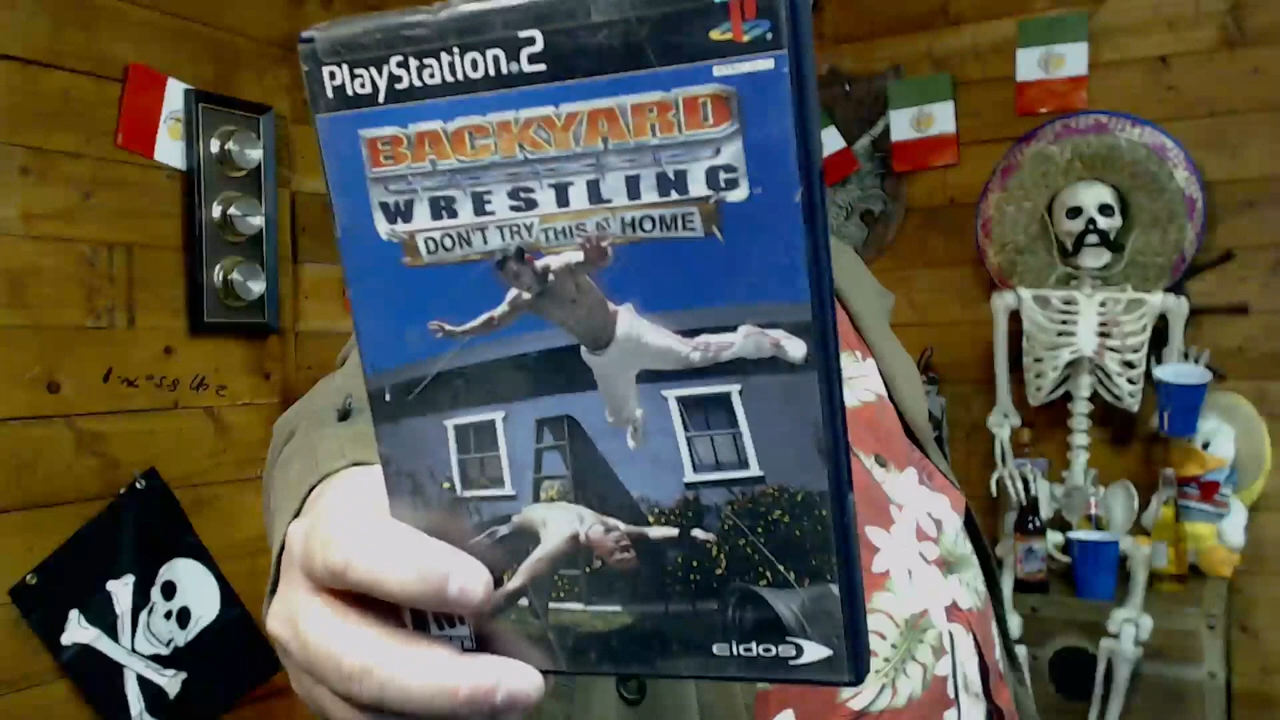 PlayStation.2
BACKYARD
WRESTLING
DON'T TRY THIS AT HOME
eidos